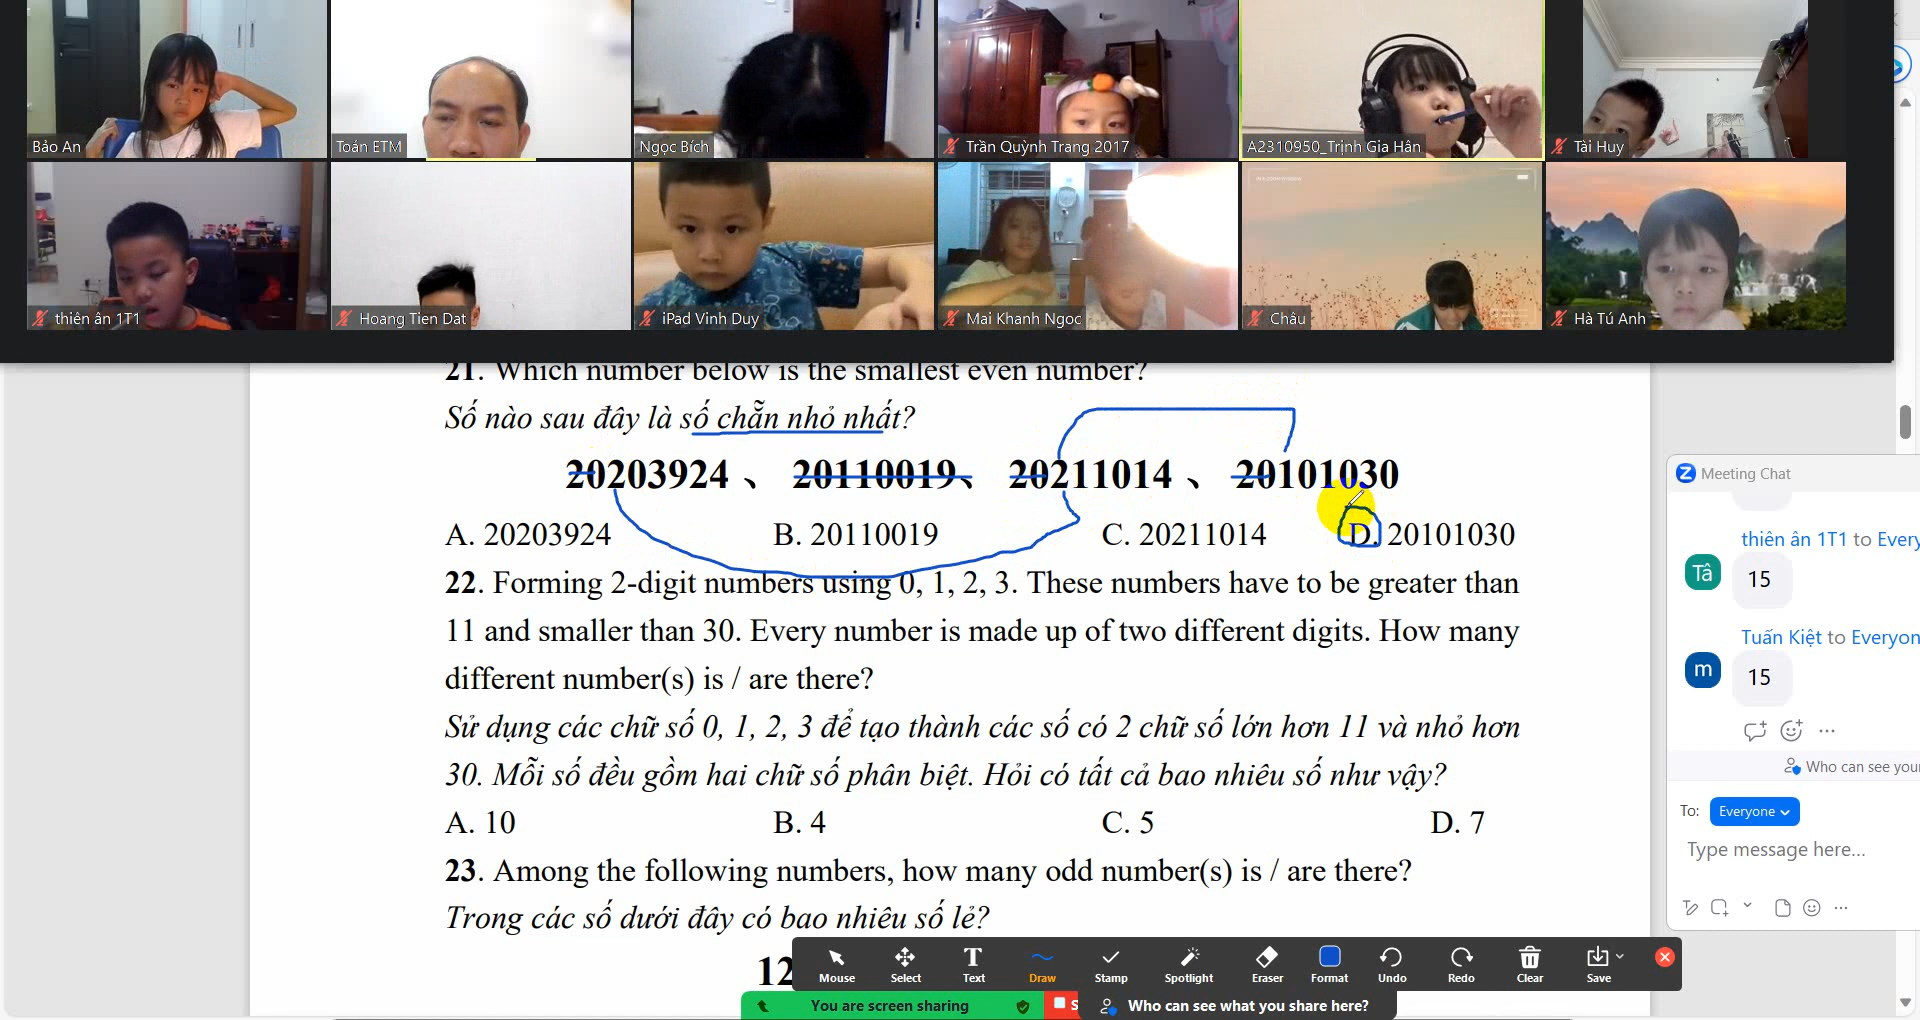 Bảo An
Toán ETM
Ngọc Bích
Trần Quỳnh Trang 2017
A2310950_Trịnh Gia Hân
Tài Huy
thiên ân 1T1
Hoang Tien Dat
iPad Vinh Duy
Mai Khanh Ngoc
Châu
Hà Tú Anh
21. Which number below is the smallest even number?
Số nào sau đây là số chẵn nhỏ nhất?
20203924 、 20110019、 20211014 、 20101030
A. 20203924 B. 20110019 C. 20211014 D. 20101030
22. Forming 2-digit numbers using 0, 1, 2, 3. These numbers have to be greater than
11 and smaller than 30. Every number is made up of two different digits. How many
different number(s) is / are there?
Sử dụng các chữ số 0, 1, 2, 3 để tạo thành các số có 2 chữ số lớn hơn 11 và nhỏ hơn
30. Mỗi số đều gồm hai chữ số phân biệt. Hỏi có tất cả bao nhiêu số như vậy?
A. 10 B. 4 C. 5 D. 7
23. Among the following numbers, how many odd number(s) is / are there?
Trong các số dưới đây có bao nhiêu số lẻ?
12
Mouse Select Text Draw Stamp Spotlight Eraser Format Undo Redo Clear Save
You are screen sharing
S
Who can see what you share here?
Meeting Chat
thiên ân 1T1 to Every
Tâ
15
Tuấn Kiệt to Everyon
m
15
Who can see your
To: Everyone
Type message here...